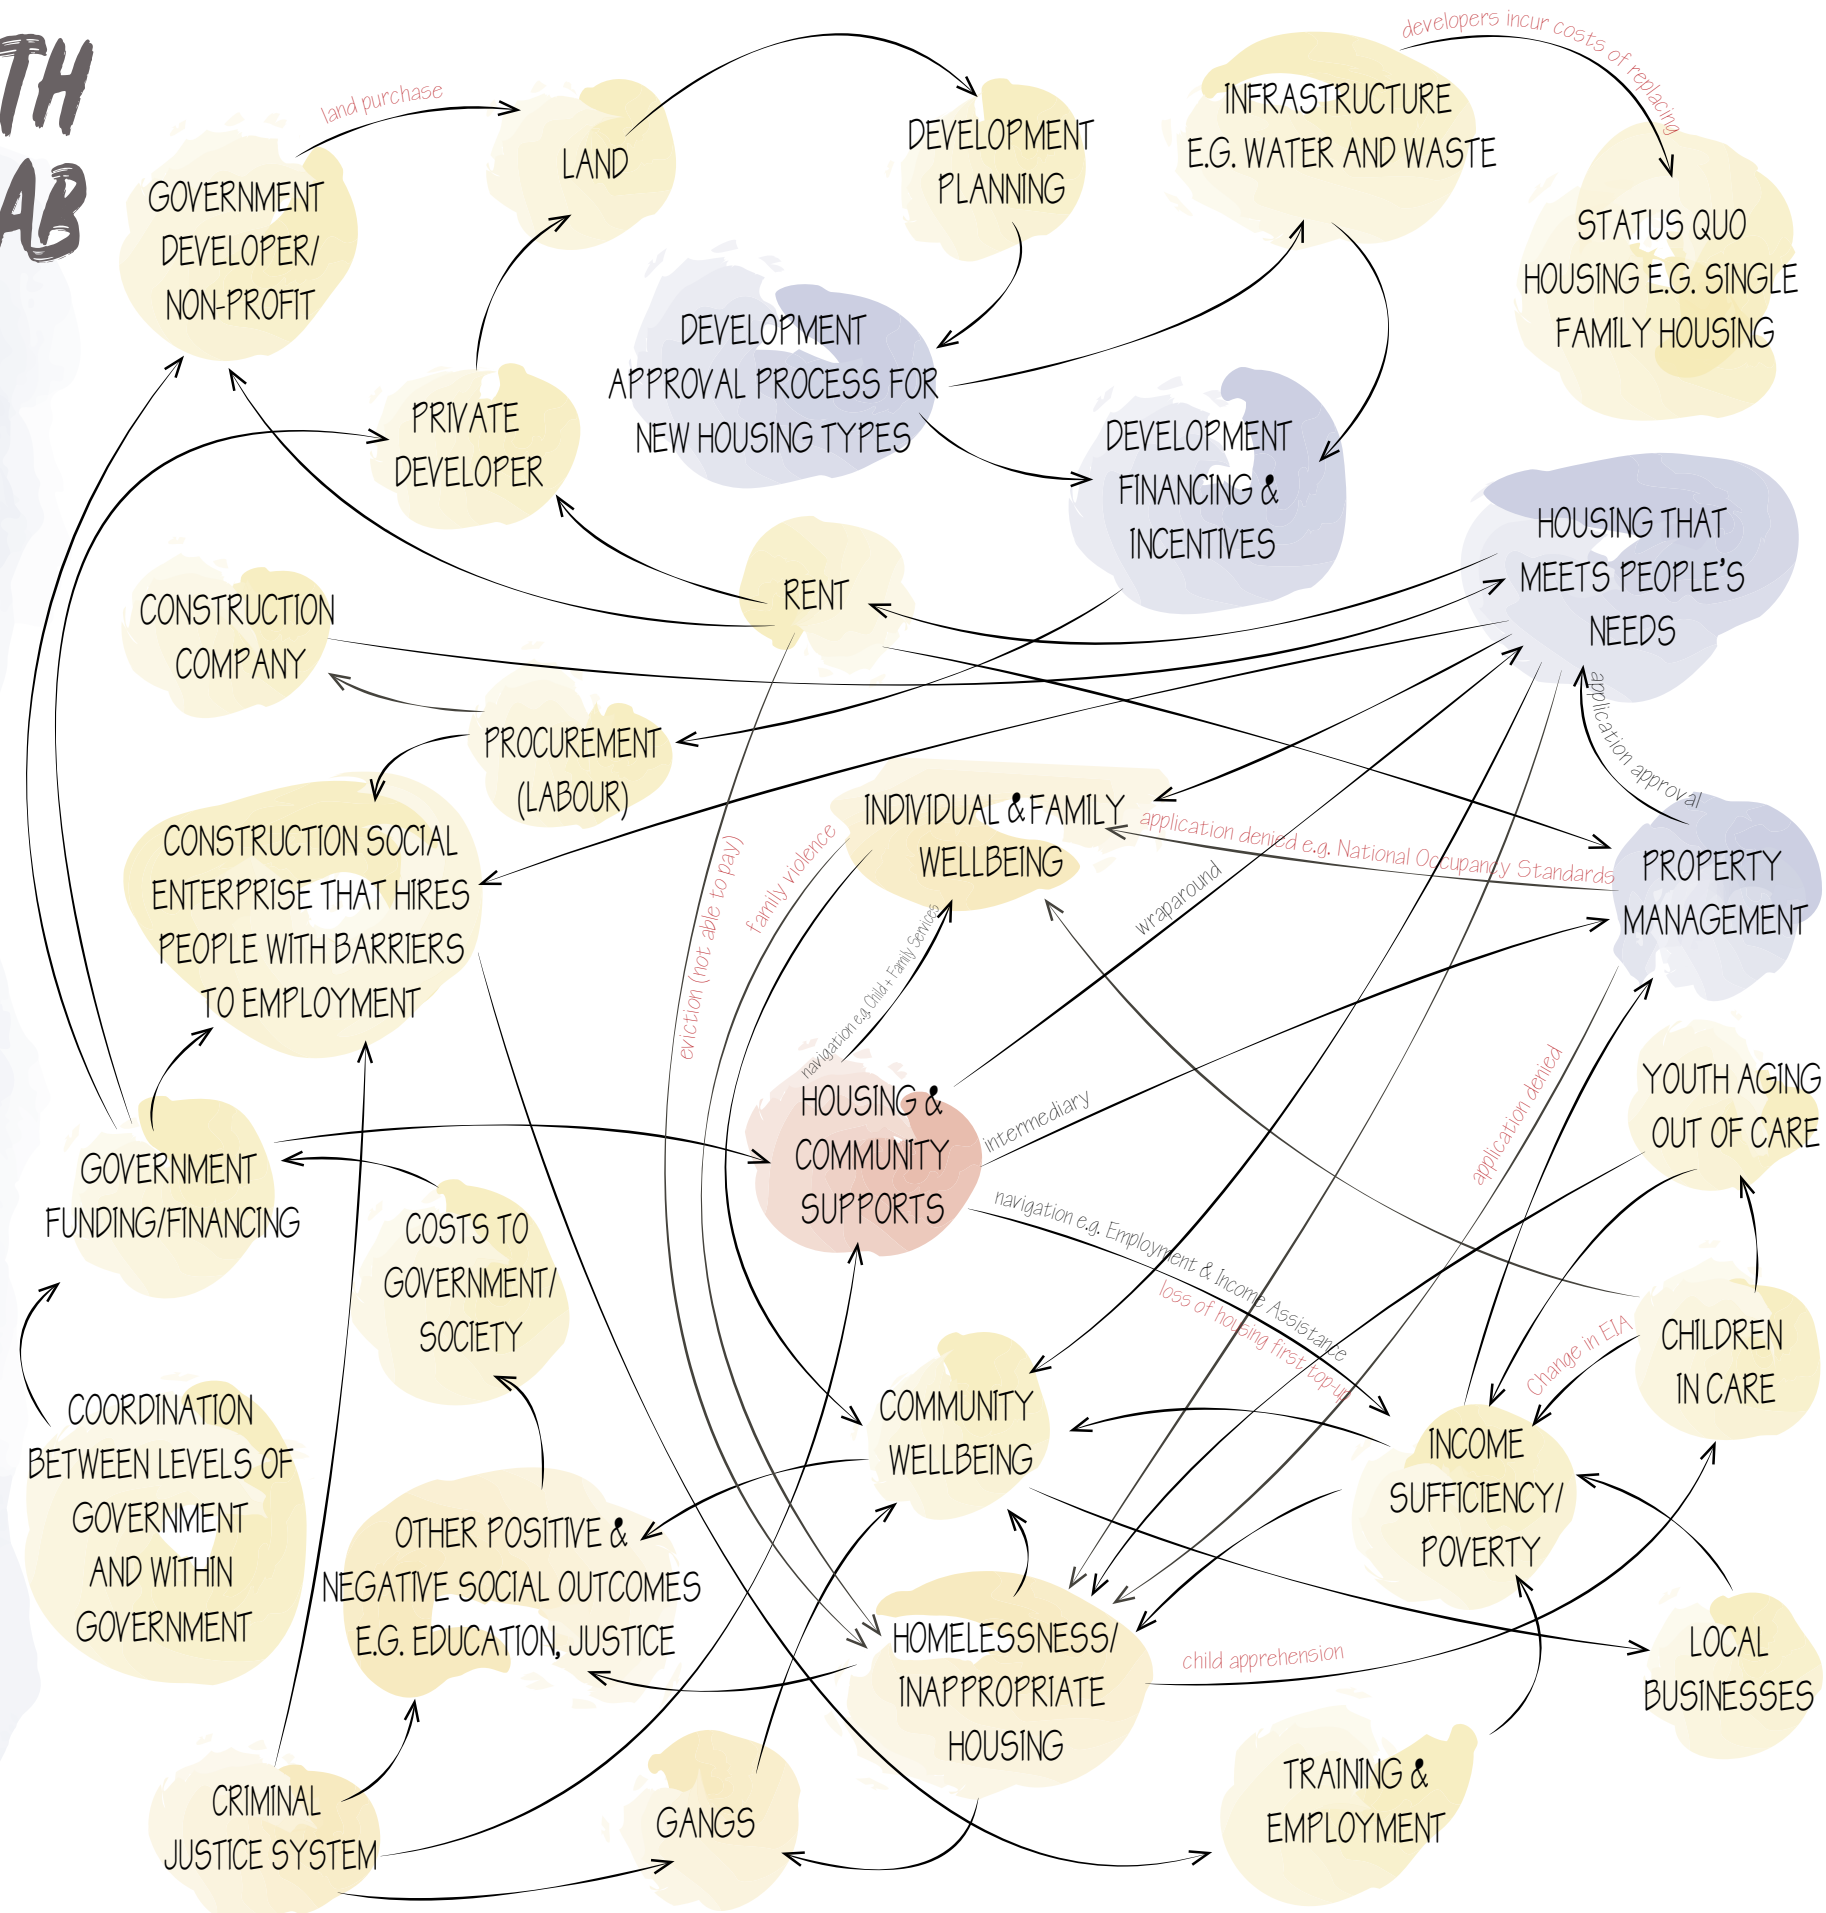 TH
AB
developers incur costs of replacing
land purchase
LAND
DEVELOPMENT
PLANNING
INFRASTRUCTURE
E.G. WATER AND WASTE
GOVERNMENT
DEVELOPER/
NON-PROFIT
STATUS QUO
HOUSING E.G. SINGLE
FAMILY HOUSING
DEVELOPMENT
APPROVAL PROCESS FOR
NEW HOUSING TYPES
PRIVATE
DEVELOPER
DEVELOPMENT
FINANCING &
INCENTIVES
HOUSING THAT
MEETS PEOPLE'S
NEEDS
RENT
CONSTRUCTION
COMPANY
PROCUREMENT
(LABOUR)
application approval
INDIVIDUAL & FAMILY
WELLBEING
application denied e.g. National Occupancy Standards
PROPERTY
MANAGEMENT
CONSTRUCTION SOCIAL
ENTERPRISE THAT HIRES
PEOPLE WITH BARRIERS
TO EMPLOYMENT
eviction (not able to pay)
family violence
navigation e.g. Child + Family Services
wraparound
HOUSING &
COMMUNITY
SUPPORTS
intermediary
application denied
YOUTH AGING
OUT OF CARE
GOVERNMENT
FUNDING/FINANCING
COSTS TO
GOVERNMENT/
SOCIETY
navigation e.g. Employment & Income Assistance
loss of housing first top-up
Change in EIA
CHILDREN
IN CARE
COORDINATION
BETWEEN LEVELS OF
GOVERNMENT
AND WITHIN
GOVERNMENT
COMMUNITY
WELLBEING
INCOME
SUFFICIENCY/
POVERTY
OTHER POSITIVE &
NEGATIVE SOCIAL OUTCOMES
E.G. EDUCATION, JUSTICE
HOMELESSNESS/
INAPPROPRIATE
HOUSING
child apprehension
LOCAL
BUSINESSES
CRIMINAL
JUSTICE SYSTEM
GANGS
TRAINING &
EMPLOYMENT